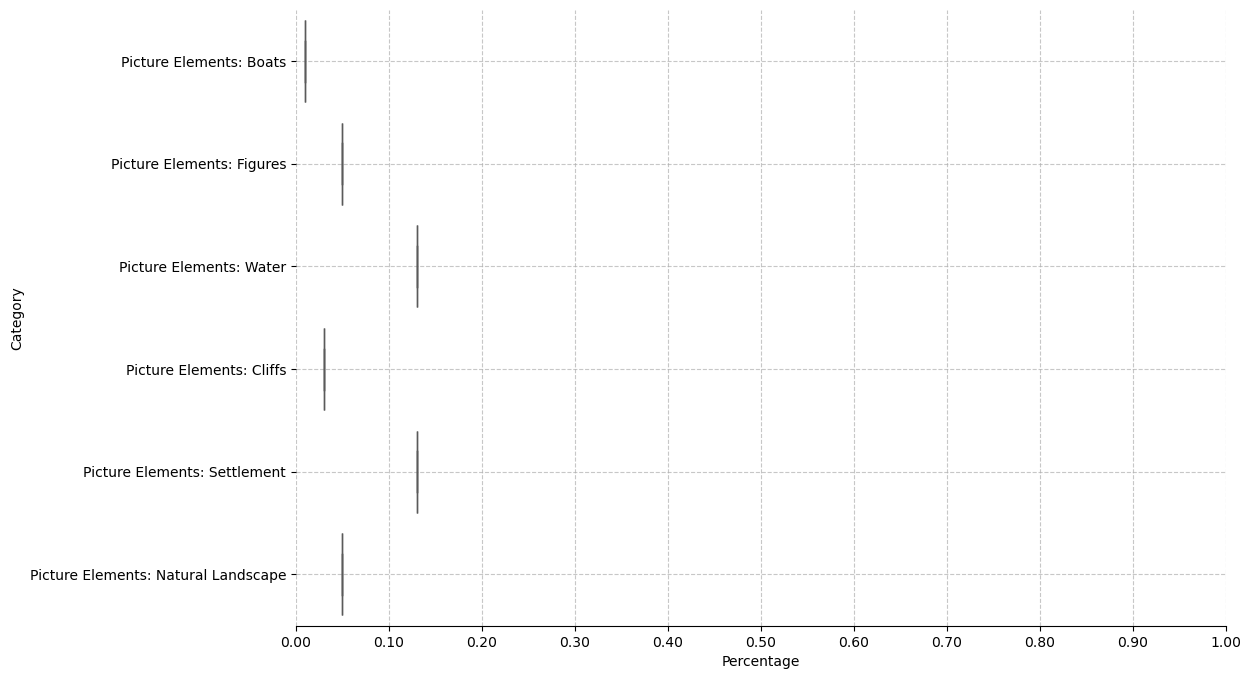 Picture Elements: Boats
Picture Elements: Figures
Picture Elements: Water
Picture Elements: Cliffs
Picture Elements: Settlement
Picture Elements: Natural Landscape
Category
0.00 0.10 0.20 0.30 0.40 0.50 0.60 0.70 0.80 0.90 1.00
Percentage